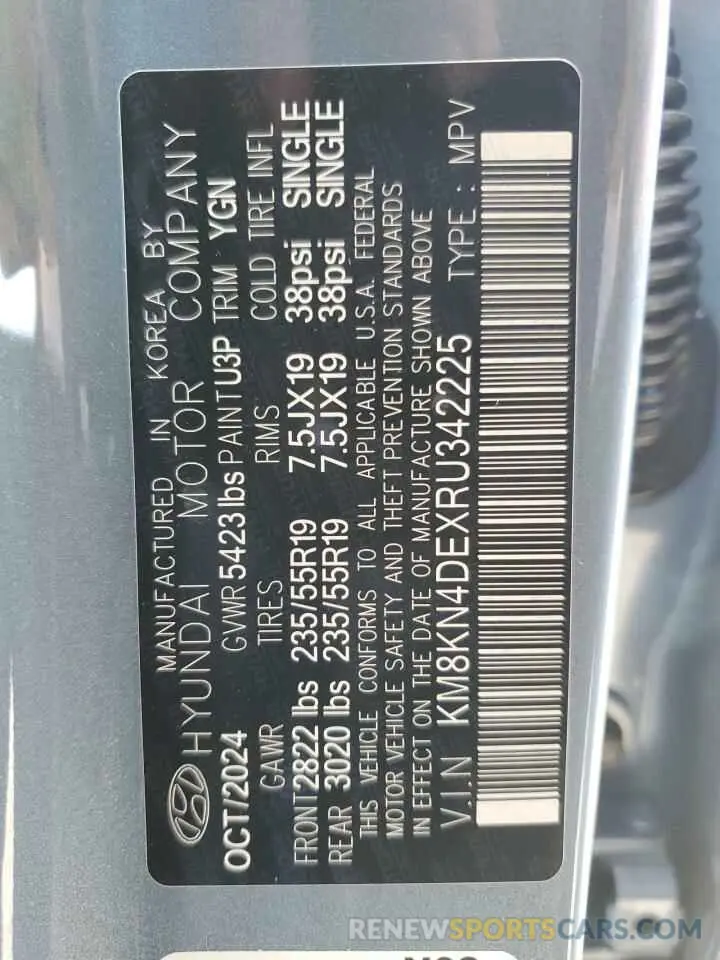 MANUFACTURED IN KOREA BY
HYUNDAI MOTOR COMPANY
OCT/2024 GVWR 5423 lbs PAINT U3P TRIM YGN
GAWR TIRES RIMS COLD TIRE INFL
FRONT 2822 lbs 235/55R19 7.5JX19 38psi SINGLE
REAR 3020 lbs 235/55R19 7.5JX19 38psi SINGLE
THIS VEHICLE CONFORMS TO ALL APPLICABLE U.S.A. FEDERAL
MOTOR VEHICLE SAFETY AND THEFT PREVENTION STANDARDS
IN EFFECT ON THE DATE OF MANUFACTURE SHOWN ABOVE
V.I.N KM8KN4DEXRU342225 TYPE : MPV
RENEWSPORTSCARS.COM